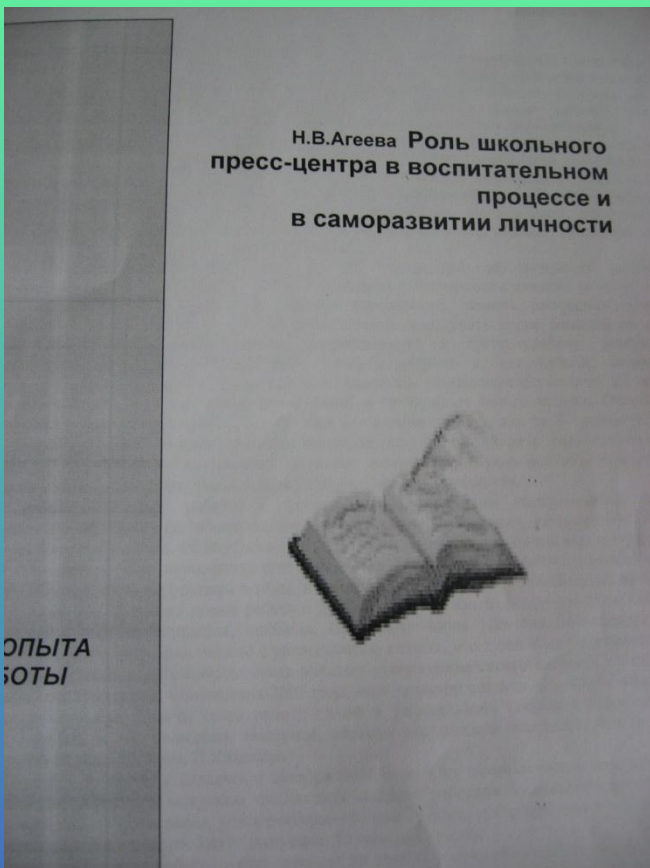 Н.В.Агеева Роль школьного
пресс-центра в воспитательном
процессе и
в саморазвитии личности
ОПЫТА
БОТЫ